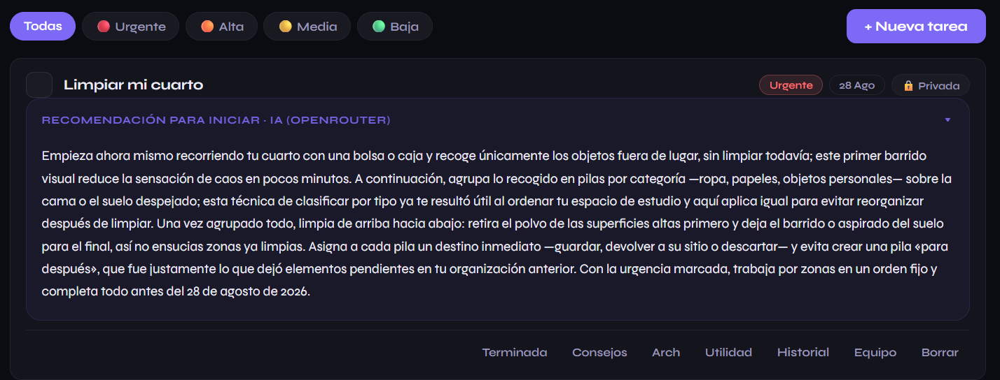 Todas
Urgente
Alta
Media
Baja
+ Nueva tarea
Limpiar mi cuarto
Urgente
28 Ago
Privada
RECOMENDACIÓN PARA INICIAR · IA (OPENROUTER)
Empieza ahora mismo recorriendo tu cuarto con una bolsa o caja y recoge únicamente los objetos fuera de lugar, sin limpiar todavía; este primer barrido
visual reduce la sensación de caos en pocos minutos. A continuación, agrupa lo recogido en pilas por categoría —ropa, papeles, objetos personales— sobre la
cama o el suelo despejado; esta técnica de clasificar por tipo ya te resultó útil al ordenar tu espacio de estudio y aquí aplica igual para evitar reorganizar
después de limpiar. Una vez agrupado todo, limpia de arriba hacia abajo: retira el polvo de las superficies altas primero y deja el barrido o aspirado del suelo
para el final, así no ensucias zonas ya limpias. Asigna a cada pila un destino inmediato —guardar, devolver a su sitio o descartar— y evita crear una pila «para
después», que fue justamente lo que dejó elementos pendientes en tu organización anterior. Con la urgencia marcada, trabaja por zonas en un orden fijo y
completa todo antes del 28 de agosto de 2026.
Terminada
Consejos
Arch
Utilidad
Historial
Equipo
Borrar